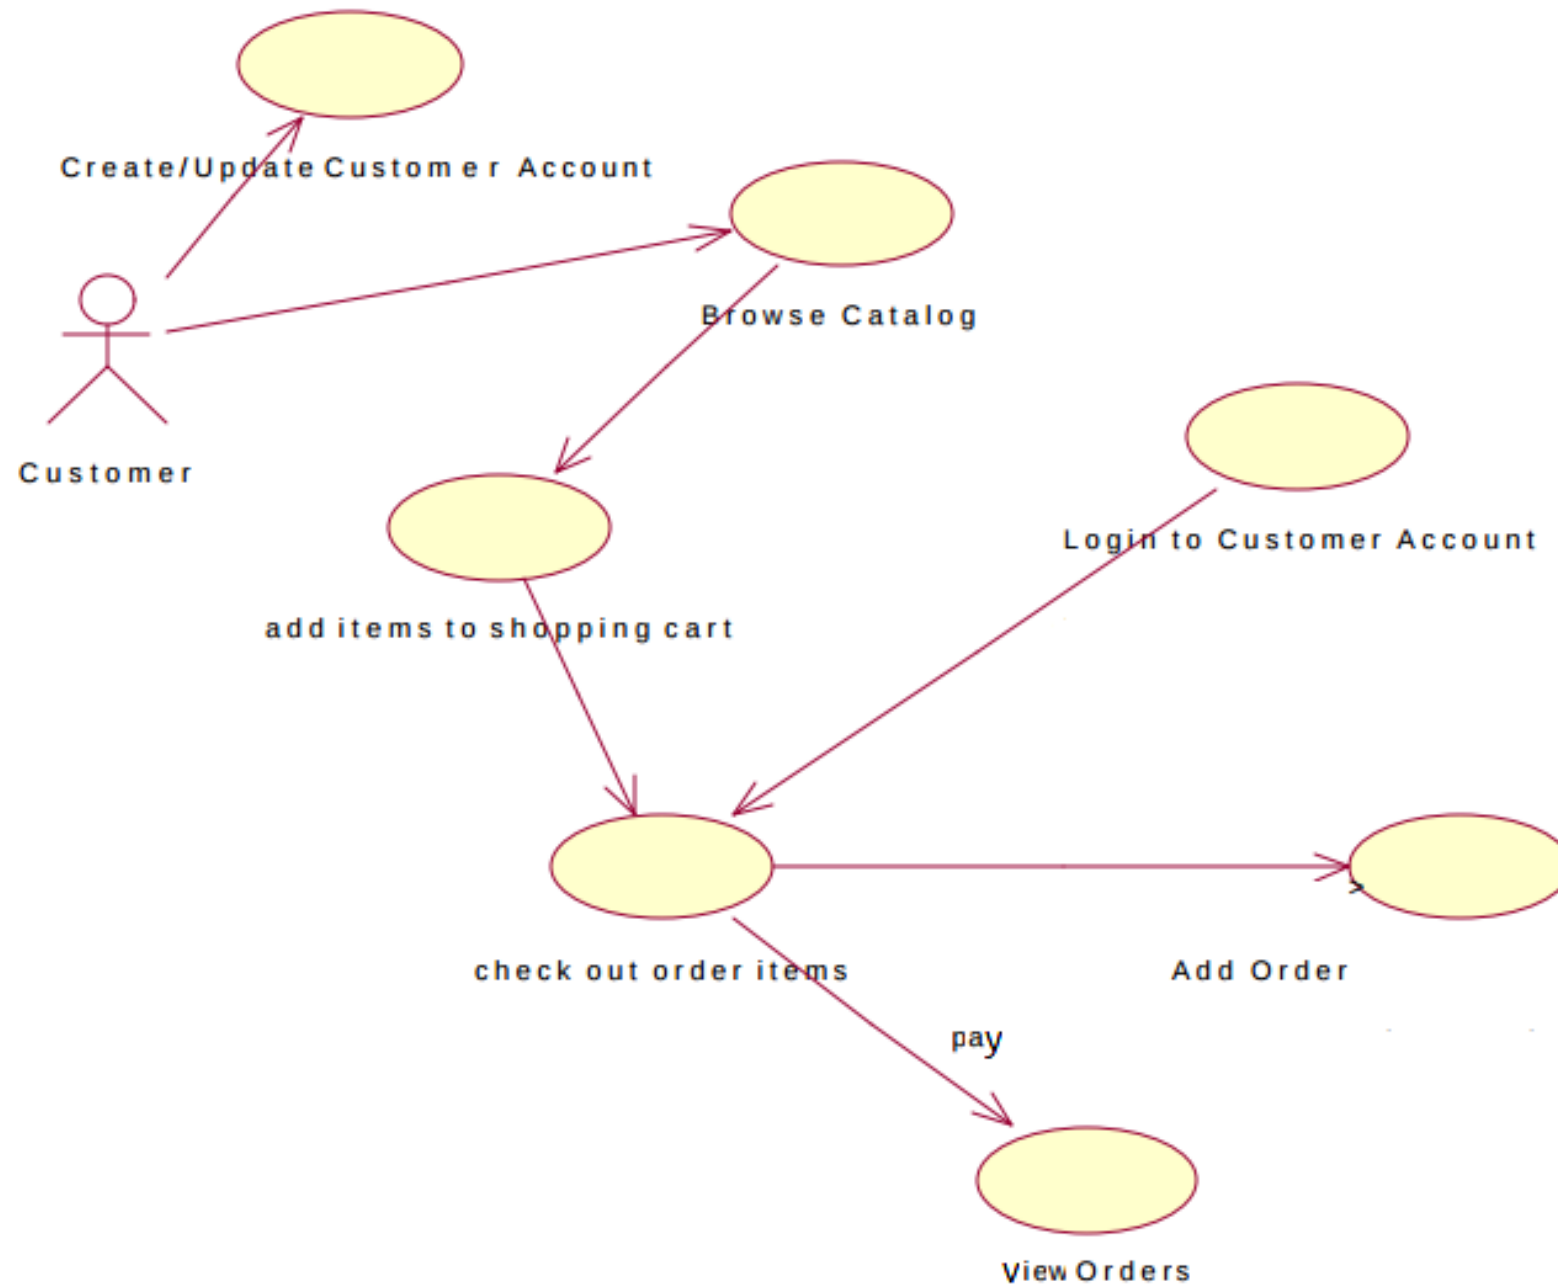 Create/Update Customer Account
Browse Catalog
Customer
Login to Customer Account
add items to shopping cart
>
check out order items
Add Order
pay
View Orders